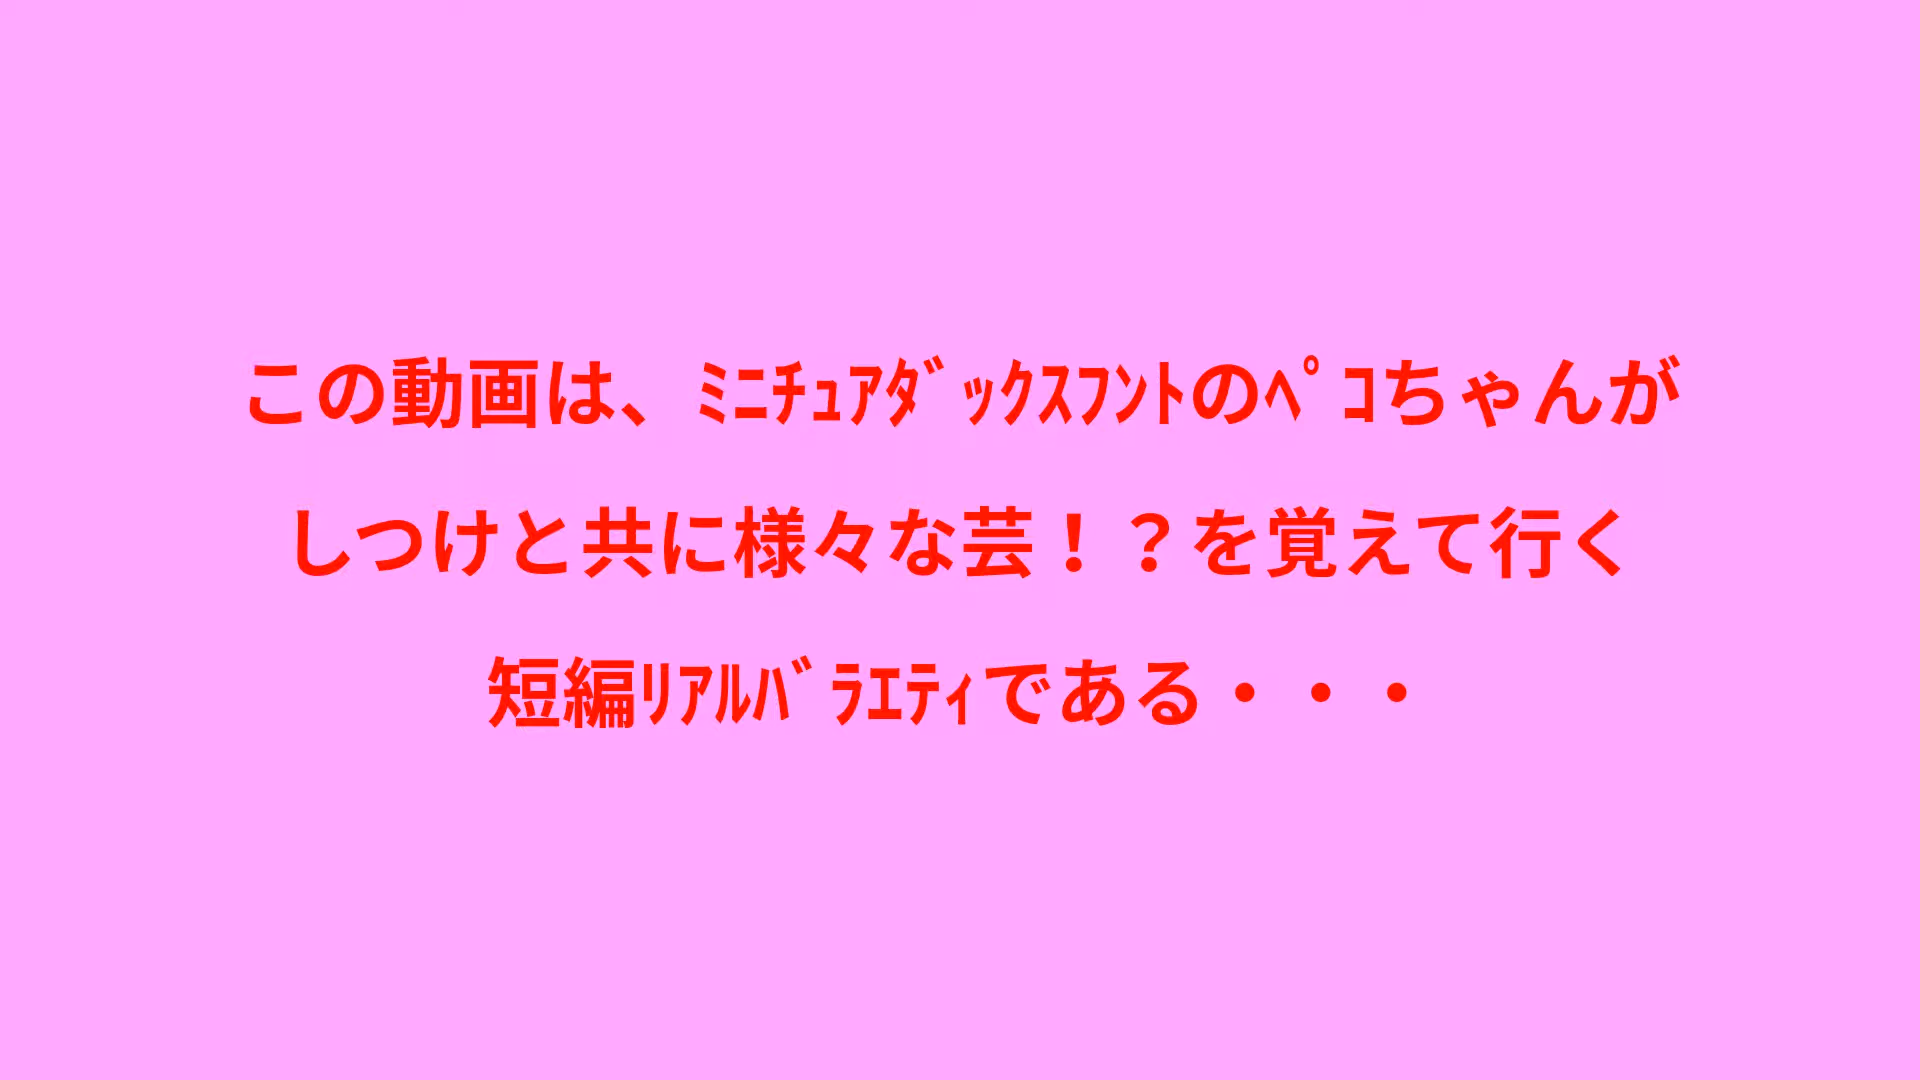 この動画は、ﾐﾆﾁｭｱﾀﾞｯｸｽﾌﾝﾄのﾍﾟｺちゃんが
しつけと共に様々な芸！？を覚えて行く
短編ﾘｱﾙﾊﾞﾗｴﾃｨである・・・